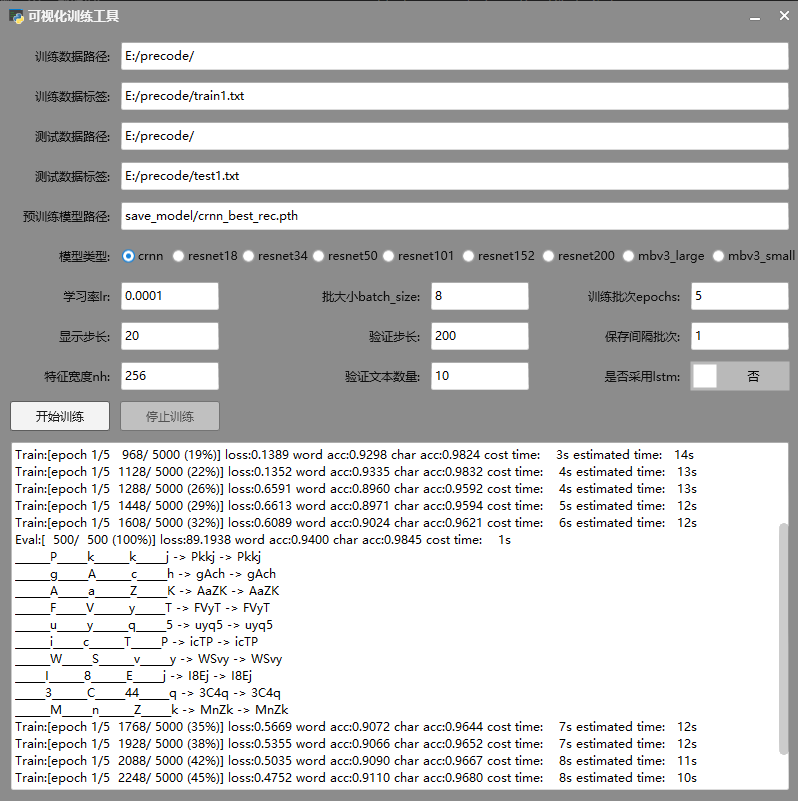 可视化训练工具
训练数据路径: E:/precode/
训练数据标签: E:/precode/train1.txt
测试数据路径: E:/precode/
测试数据标签: E:/precode/test1.txt
预训练模型路径: save_model/crnn_best_rec.pth
模型类型: crnn resnet18 resnet34 resnet50 resnet101 resnet152 resnet200 mbv3_large mbv3_small
学习率lr: 0.0001 批大小batch_size: 8 训练批次epochs: 5
显示步长: 20 验证步长: 200 保存间隔批次: 1
特征宽度nh: 256 验证文本数量: 10 是否采用lstm: 否
开始训练 停止训练
Train:[epoch 1/5   968/ 5000 (19%)] loss:0.1389 word acc:0.9298 char acc:0.9824 cost time:    3s estimated time:   14s
Train:[epoch 1/5  1128/ 5000 (22%)] loss:0.1352 word acc:0.9335 char acc:0.9832 cost time:    4s estimated time:   13s
Train:[epoch 1/5  1288/ 5000 (26%)] loss:0.6591 word acc:0.8960 char acc:0.9592 cost time:    4s estimated time:   13s
Train:[epoch 1/5  1448/ 5000 (29%)] loss:0.6613 word acc:0.8971 char acc:0.9594 cost time:    5s estimated time:   12s
Train:[epoch 1/5  1608/ 5000 (32%)] loss:0.6089 word acc:0.9024 char acc:0.9621 cost time:    6s estimated time:   12s
Eval:[  500/  500 (100%)] loss:89.1938 word acc:0.9400 char acc:0.9845 cost time:    1s
______P_____k______k_____j -> Pkkj -> Pkkj
______g_____A______c_____h -> gAch -> gAch
______A_____a______Z_____K -> AaZK -> AaZK
______F_____V______y_____T -> FVyT -> FVyT
______u_____y______q_____5 -> uyq5 -> uyq5
______i_____c______T_____P -> icTP -> icTP
______W_____S______v_____y -> WSvy -> WSvy
_____I______8_____E_____j -> I8Ej -> I8Ej
_____3______C_____44_____q -> 3C4q -> 3C4q
______M_____n______Z____k -> MnZk -> MnZK
Train:[epoch 1/5  1768/ 5000 (35%)] loss:0.5669 word acc:0.9072 char acc:0.9644 cost time:    7s estimated time:   12s
Train:[epoch 1/5  1928/ 5000 (38%)] loss:0.5355 word acc:0.9066 char acc:0.9652 cost time:    7s estimated time:   12s
Train:[epoch 1/5  2088/ 5000 (42%)] loss:0.5035 word acc:0.9090 char acc:0.9667 cost time:    8s estimated time:   11s
Train:[epoch 1/5  2248/ 5000 (45%)] loss:0.4752 word acc:0.9110 char acc:0.9680 cost time:    8s estimated time:   10s